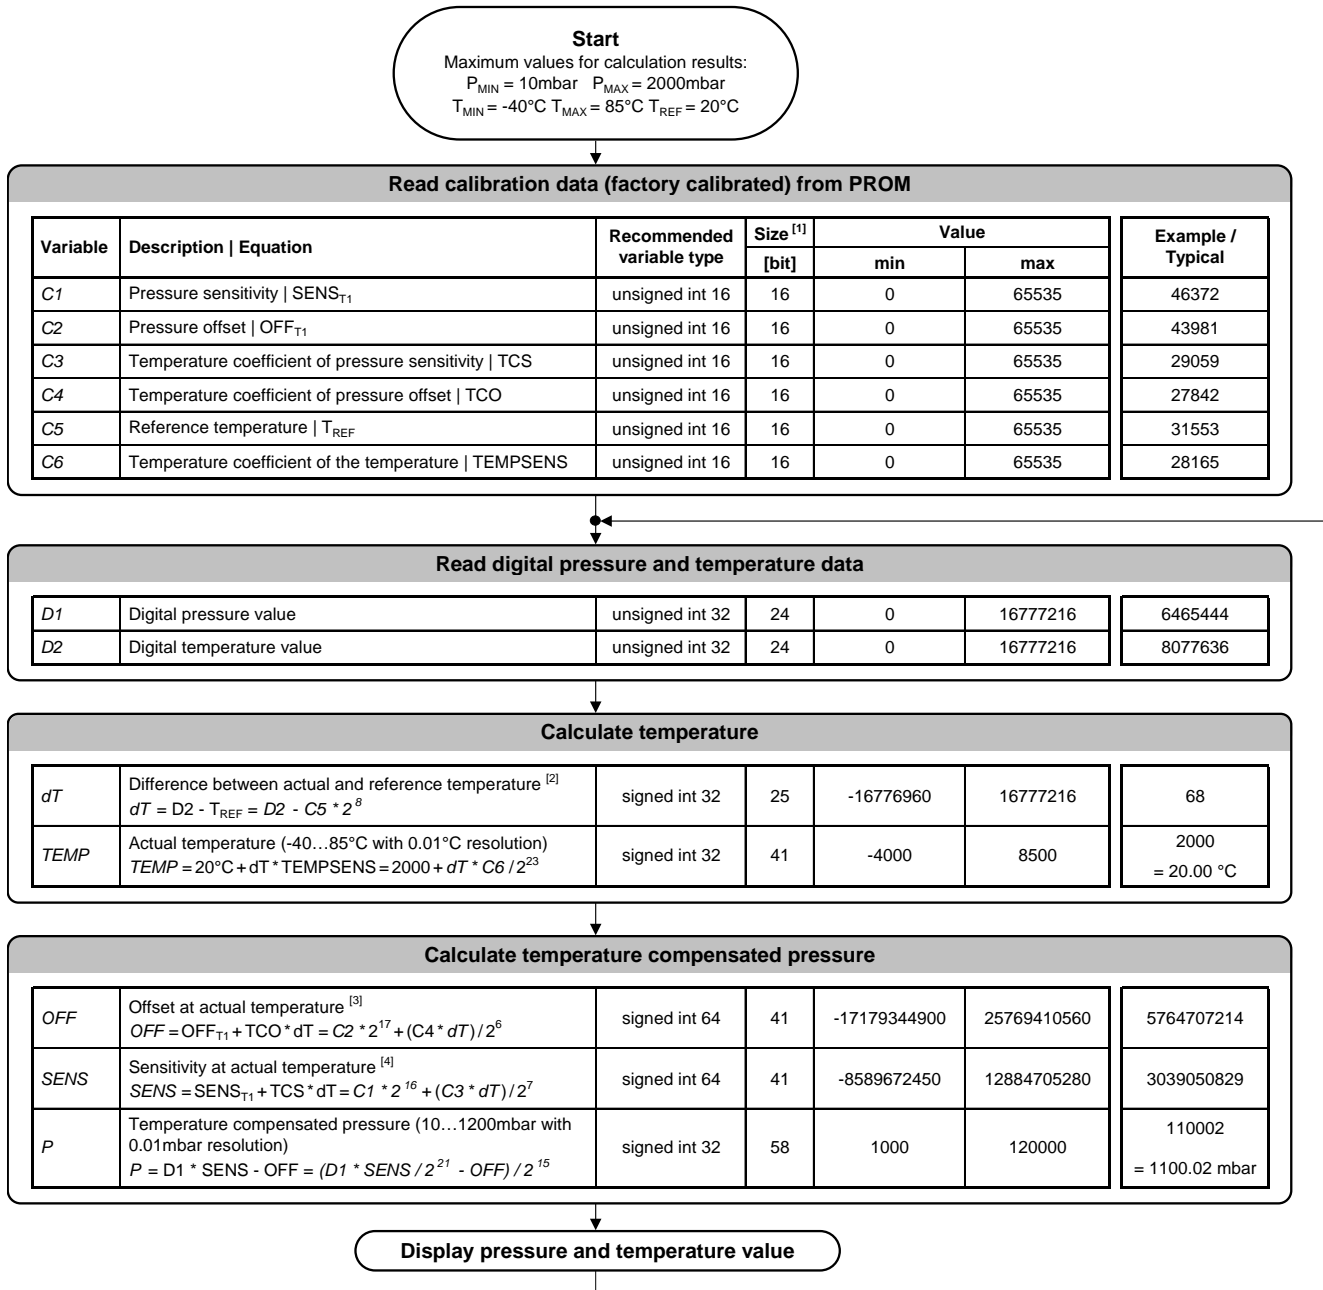 Start
Maximum values for calculation results:
P_MIN = 10mbar P_MAX = 2000mbar
T_MIN = -40°C T_MAX = 85°C T_REF = 20°C
Read calibration data (factory calibrated) from PROM
Variable Description | Equation Recommended variable type Size [1] [bit] Value min max Example / Typical
C1 Pressure sensitivity | SENS_T1 unsigned int 16 16 0 65535 46372
C2 Pressure offset | OFF_T1 unsigned int 16 16 0 65535 43981
C3 Temperature coefficient of pressure sensitivity | TCS unsigned int 16 16 0 65535 29059
C4 Temperature coefficient of pressure offset | TCO unsigned int 16 16 0 65535 27842
C5 Reference temperature | T_REF unsigned int 16 16 0 65535 31553
C6 Temperature coefficient of the temperature | TEMPSENS unsigned int 16 16 0 65535 28165
Read digital pressure and temperature data
D1 Digital pressure value unsigned int 32 24 0 16777216 6465444
D2 Digital temperature value unsigned int 32 24 0 16777216 8077636
Calculate temperature
dT Difference between actual and reference temperature [2]
dT = D2 - T_REF = D2 - C5 * 2^8 signed int 32 25 -16776960 16777216 68
TEMP Actual temperature (-40…85°C with 0.01°C resolution)
TEMP = 20°C + dT * TEMPSENS = 2000 + dT * C6 / 2^23 signed int 32 41 -4000 8500 2000
= 20.00 °C
Calculate temperature compensated pressure
OFF Offset at actual temperature [3]
OFF = OFF_T1 + TCO * dT = C2 * 2^17 + (C4 * dT) / 2^6 signed int 64 41 -17179344900 25769410560 5764707214
SENS Sensitivity at actual temperature [4]
SENS = SENS_T1 + TCS * dT = C1 * 2^16 + (C3 * dT) / 2^7 signed int 64 41 -8589672450 12884705280 3039050829
P Temperature compensated pressure (10…1200mbar with
0.01mbar resolution)
P = D1 * SENS - OFF = (D1 * SENS / 2^21 - OFF) / 2^15 signed int 32 58 1000 120000 110002
= 1100.02 mbar
Display pressure and temperature value